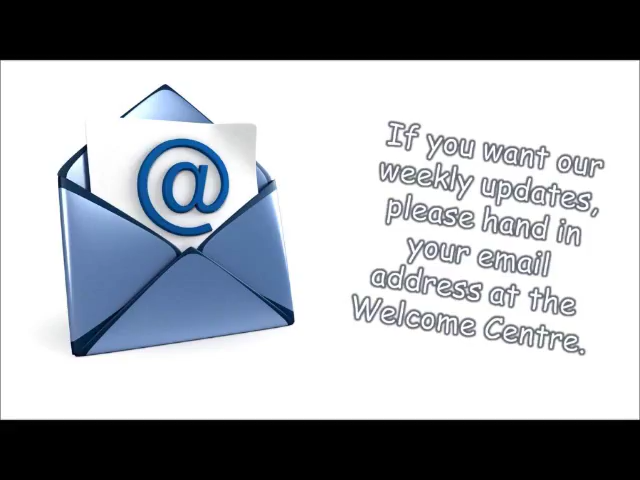 @
If you want our
weekly updates,
please hand in
your email
address at the
Welcome Centre.